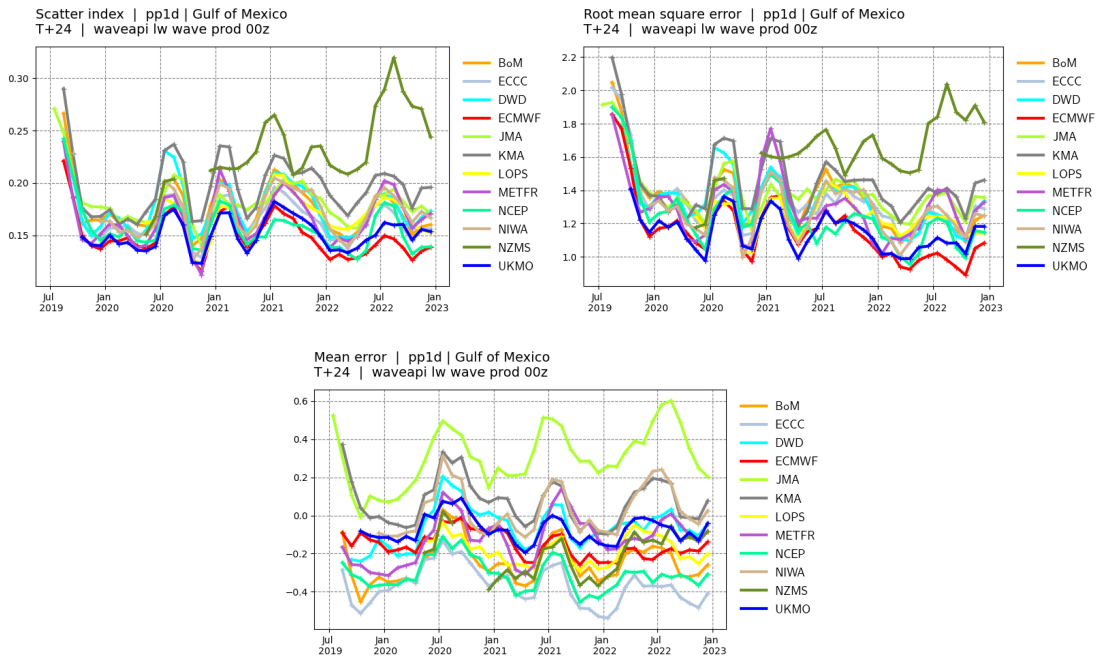 Scatter index | pp1d | Gulf of Mexico
T+24 | waveapi lw wave prod 00z
0.30
0.25
0.20
0.15
Jul
2019
Jan
2020
Jul
2020
Jan
2021
Jul
2021
Jan
2022
Jul
2022
Jan
2023
BoM
ECCC
DWD
ECMWF
JMA
KMA
LOPS
METFR
NCEP
NIWA
NZMS
UKMO
Root mean square error | pp1d | Gulf of Mexico
T+24 | waveapi lw wave prod 00z
2.2
2.0
1.8
1.6
1.4
1.2
1.0
Jul
2019
Jan
2020
Jul
2020
Jan
2021
Jul
2021
Jan
2022
Jul
2022
Jan
2023
BoM
ECCC
DWD
ECMWF
JMA
KMA
LOPS
METFR
NCEP
NIWA
NZMS
UKMO
Mean error | pp1d | Gulf of Mexico
T+24 | waveapi lw wave prod 00z
0.6
0.4
0.2
0.0
−0.2
−0.4
Jul
2019
Jan
2020
Jul
2020
Jan
2021
Jul
2021
Jan
2022
Jul
2022
Jan
2023
BoM
ECCC
DWD
ECMWF
JMA
KMA
LOPS
METFR
NCEP
NIWA
NZMS
UKMO